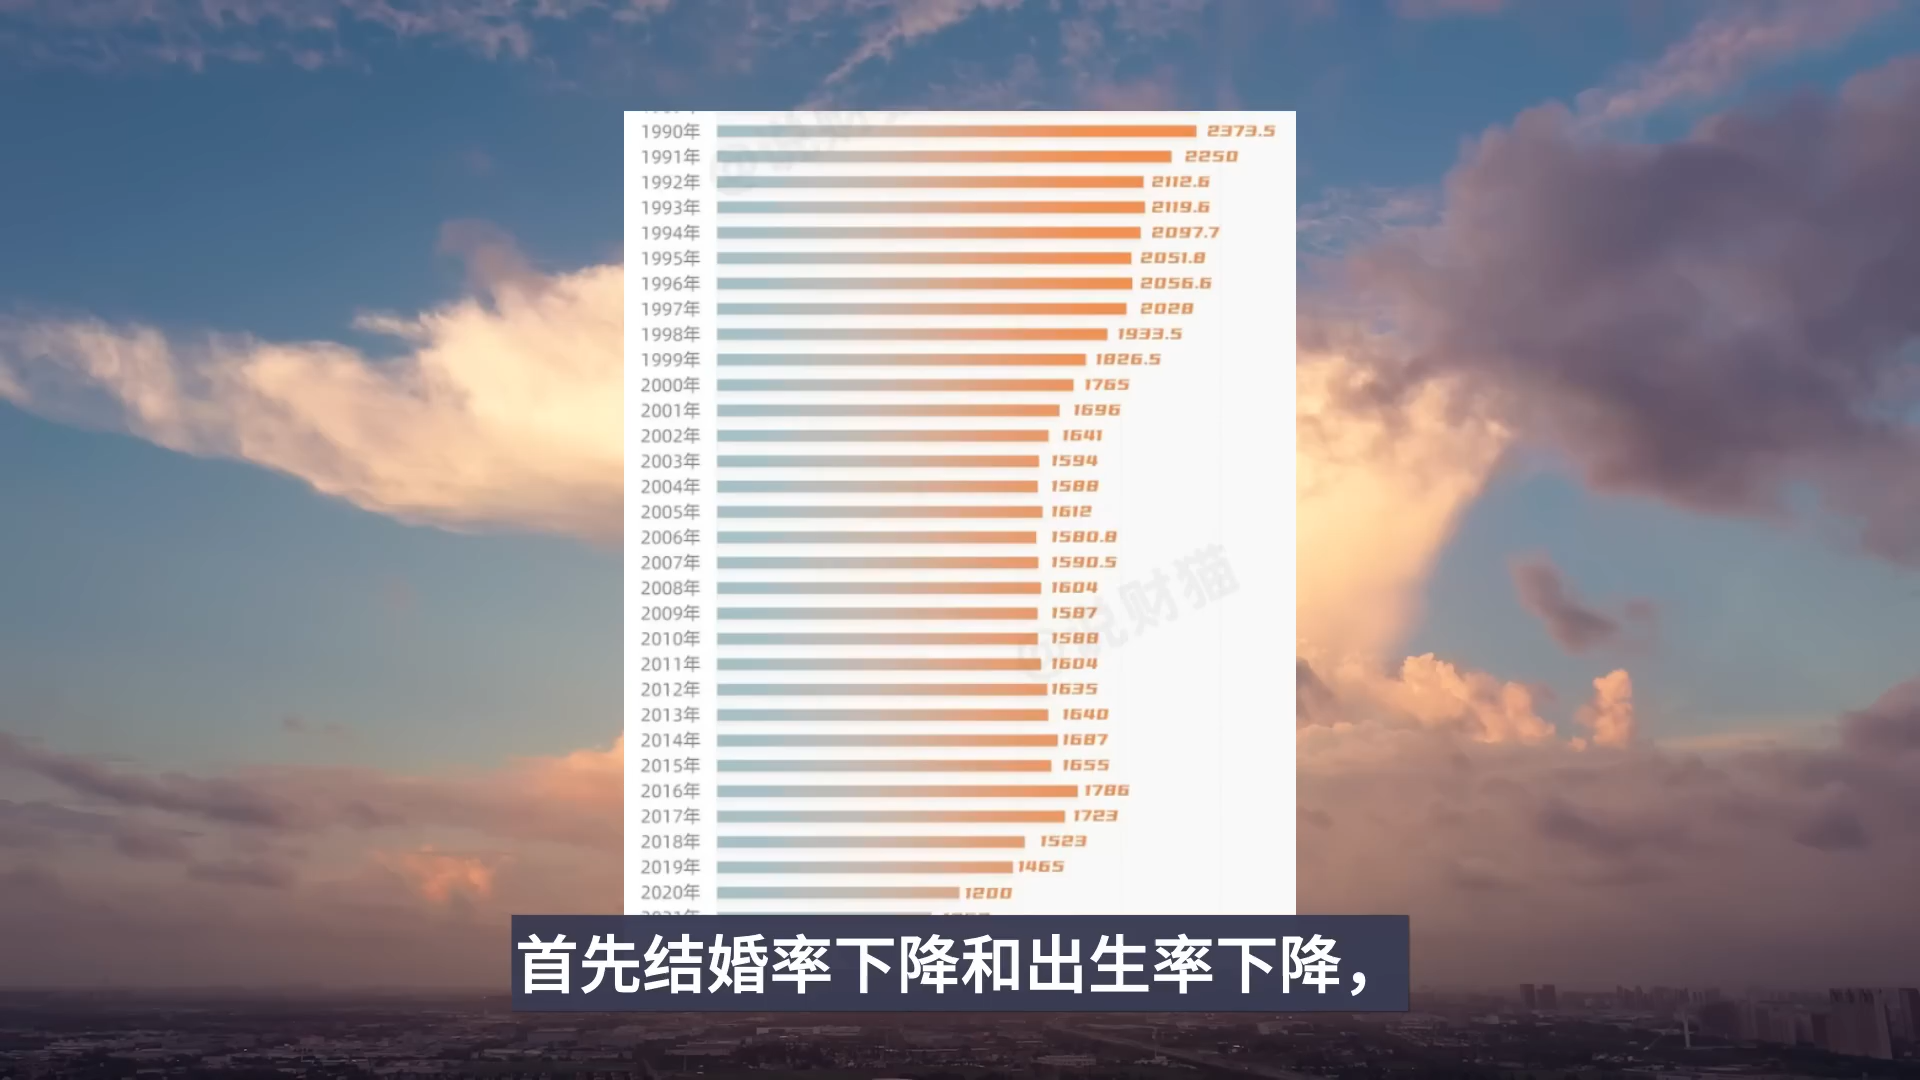 1990年 2373.5
1991年 2250
1992年 2112.6
1993年 2119.6
1994年 2097.7
1995年 2051.8
1996年 2056.6
1997年 2028
1998年 1933.5
1999年 1826.5
2000年 1765
2001年 1696
2002年 1641
2003年 1594
2004年 1588
2005年 1612
2006年 1580.8
2007年 1590.5
2008年 1604
2009年 1587
2010年 1588
2011年 1604
2012年 1635
2013年 1640
2014年 1687
2015年 1655
2016年 1786
2017年 1723
2018年 1523
2019年 1465
2020年 1200
@说财猫
首先结婚率下降和出生率下降，